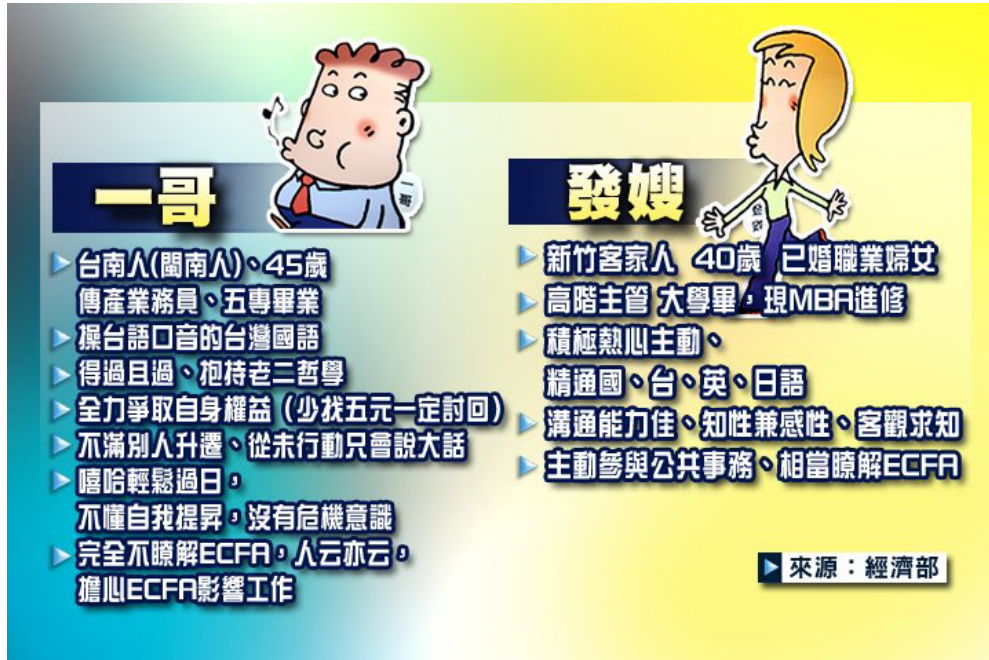 一哥
一哥
台南人(閩南人)、45歲
傳產業務員、五專畢業
操台語口音的台灣國語
得過且過、抱持老二哲學
全力爭取自身權益（少找五元一定討回）
不滿別人升遷、從未行動只會說大話
嘻哈輕鬆過日，
不懂自我提昇，沒有危機意識
完全不瞭解ECFA，人云亦云，
擔心ECFA影響工作
發嫂
發嫂
新竹客家人 40歲 已婚職業婦女
高階主管 大學畢，現MBA進修
積極熱心主動、
精通國、台、英、日語
溝通能力佳、知性兼感性、客觀求知
主動參與公共事務、相當瞭解ECFA
來源：經濟部